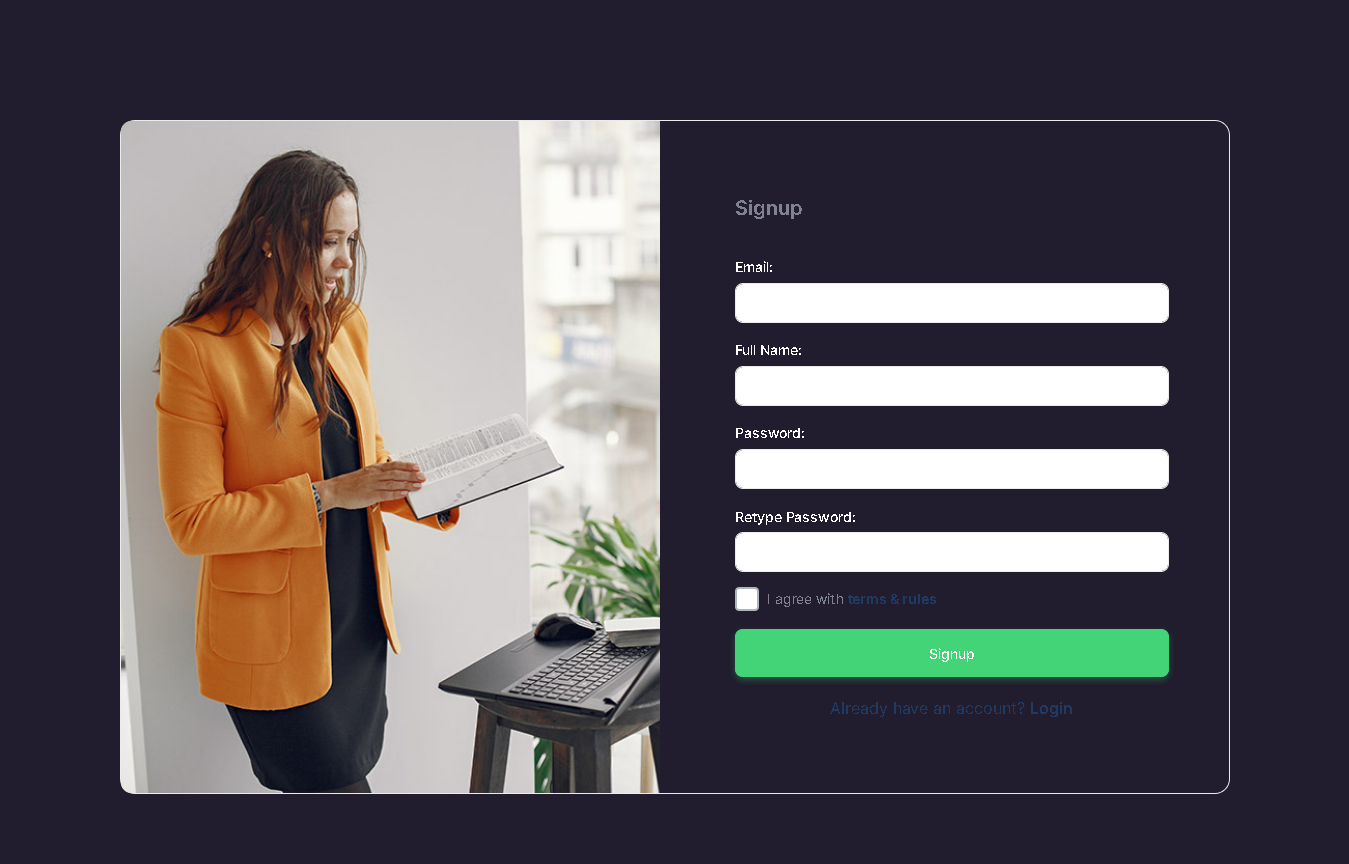 Signup
Email:
Full Name:
Password:
Retype Password:
I agree with terms & rules
Signup
Already have an account? Login